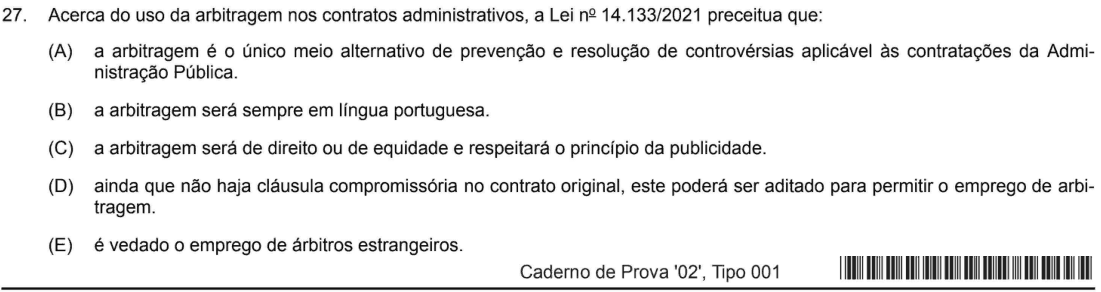 27. Acerca do uso da arbitragem nos contratos administrativos, a Lei nº 14.133/2021 preceitua que:
(A) a arbitragem é o único meio alternativo de prevenção e resolução de controvérsias aplicável às contratações da Admi-
nistração Pública.
(B) a arbitragem será sempre em língua portuguesa.
(C) a arbitragem será de direito ou de equidade e respeitará o princípio da publicidade.
(D) ainda que não haja cláusula compromissória no contrato original, este poderá ser aditado para permitir o emprego de arbi-
tragem.
(E) é vedado o emprego de árbitros estrangeiros.
Caderno de Prova '02', Tipo 001